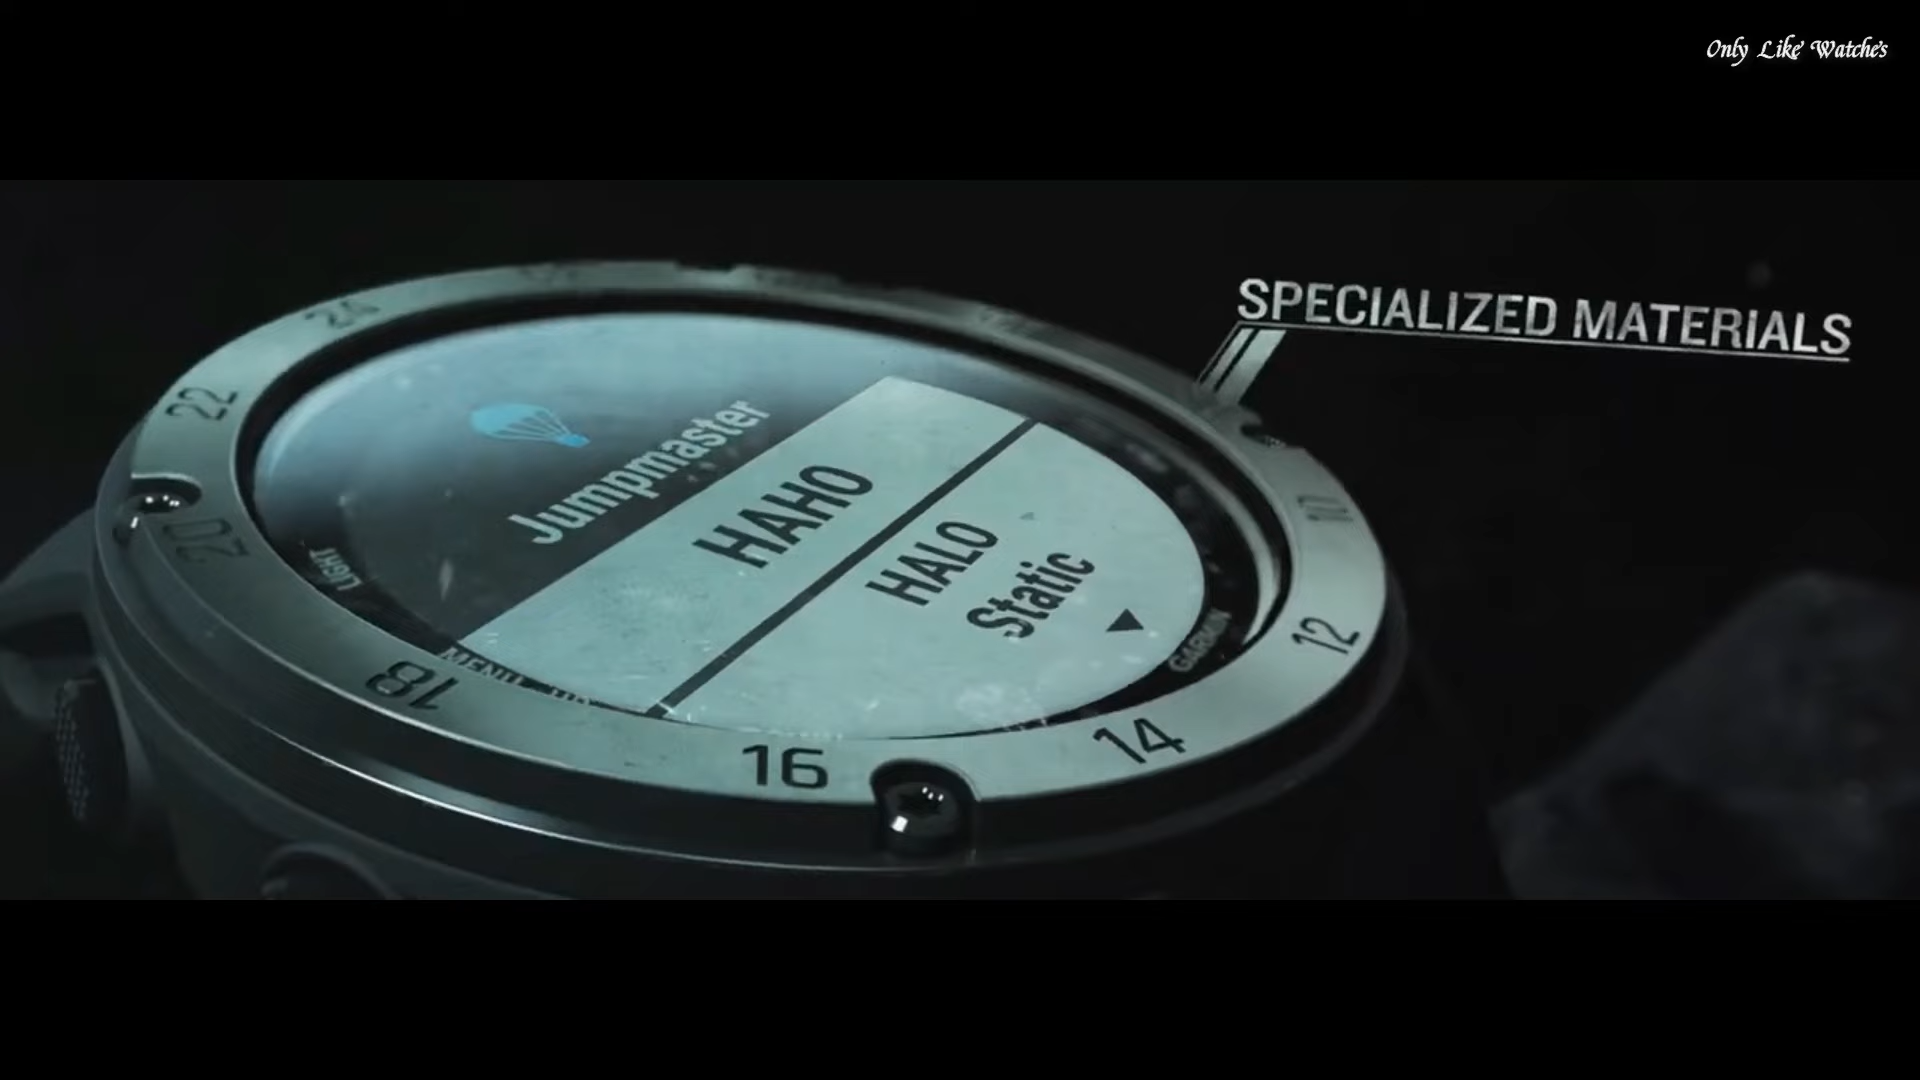 Only Like Watches
SPECIALIZED MATERIALS
Jumpmaster
HAHO
HALO
Static
LIGHT
MENU
GARMIN
24
22
20
18
16
14
12
10